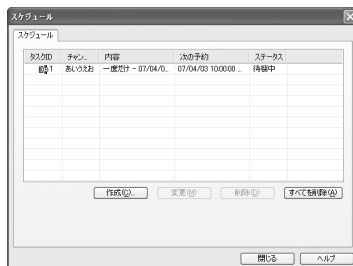 スケジュール
スケジュール
タスクID チャン... 内容 次の予約 ステータス
1 あいうえお 一度だけ - 07/04/0... 07/04/03 10:00:00 ... 待機中
作成(C)... 変更(M) 削除(D) すべてを削除(A)
閉じる ヘルプ